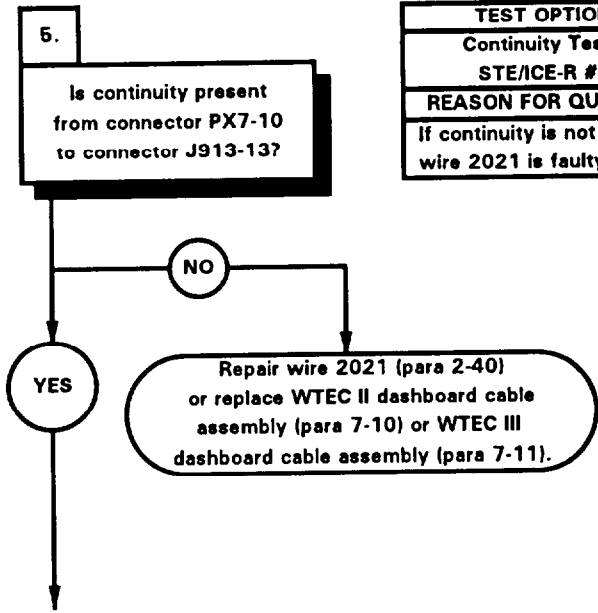 5.
Is continuity present
from connector PX7-10
to connector J913-13?
TEST OPTIO
Continuity Tes
STE/ICE-R #
REASON FOR QU
If continuity is not
wire 2021 is faulty
NO
YES
Repair wire 2021 (para 2-40)
or replace WTEC II dashboard cable
assembly (para 7-10) or WTEC III
dashboard cable assembly (para 7-11).